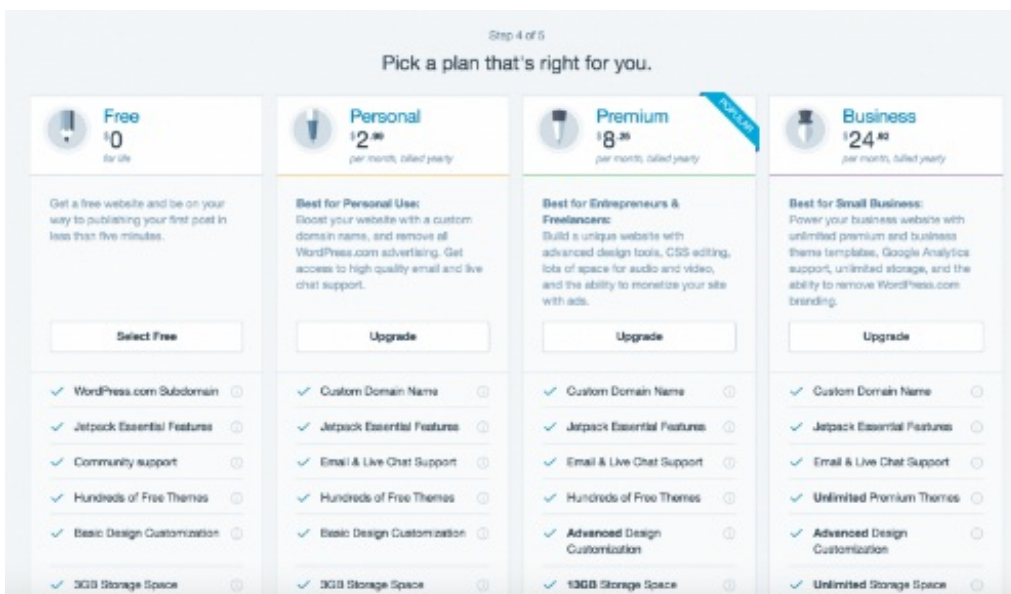 Step 4 of 5
Pick a plan that's right for you.
Free
$0
for life
Get a free website and be on your
way to publishing your first post in
less than five minutes.
Select Free
WordPress.com Subdomain
Jetpack Essential Features
Community support
Hundreds of Free Themes
Basic Design Customization
3GB Storage Space
Personal
$2.99
per month, billed yearly
Best for Personal Use:
Boost your website with a custom
domain name, and remove all
WordPress.com advertising. Get
access to high quality email and live
chat support.
Upgrade
Custom Domain Name
Jetpack Essential Features
Email & Live Chat Support
Hundreds of Free Themes
Basic Design Customization
3GB Storage Space
POPULAR
Premium
$8.25
per month, billed yearly
Best for Entrepreneurs &
Freelancers:
Build a unique website with
advanced design tools, CSS editing,
lots of space for audio and video,
and the ability to monetize your site
with ads.
Upgrade
Custom Domain Name
Jetpack Essential Features
Email & Live Chat Support
Hundreds of Free Themes
Advanced Design
Customization
13GB Storage Space
Business
$24.92
per month, billed yearly
Best for Small Business:
Power your business website with
unlimited premium and business
theme templates, Google Analytics
support, unlimited storage, and the
ability to remove WordPress.com
branding.
Upgrade
Custom Domain Name
Jetpack Essential Features
Email & Live Chat Support
Unlimited Premium Themes
Advanced Design
Customization
Unlimited Storage Space